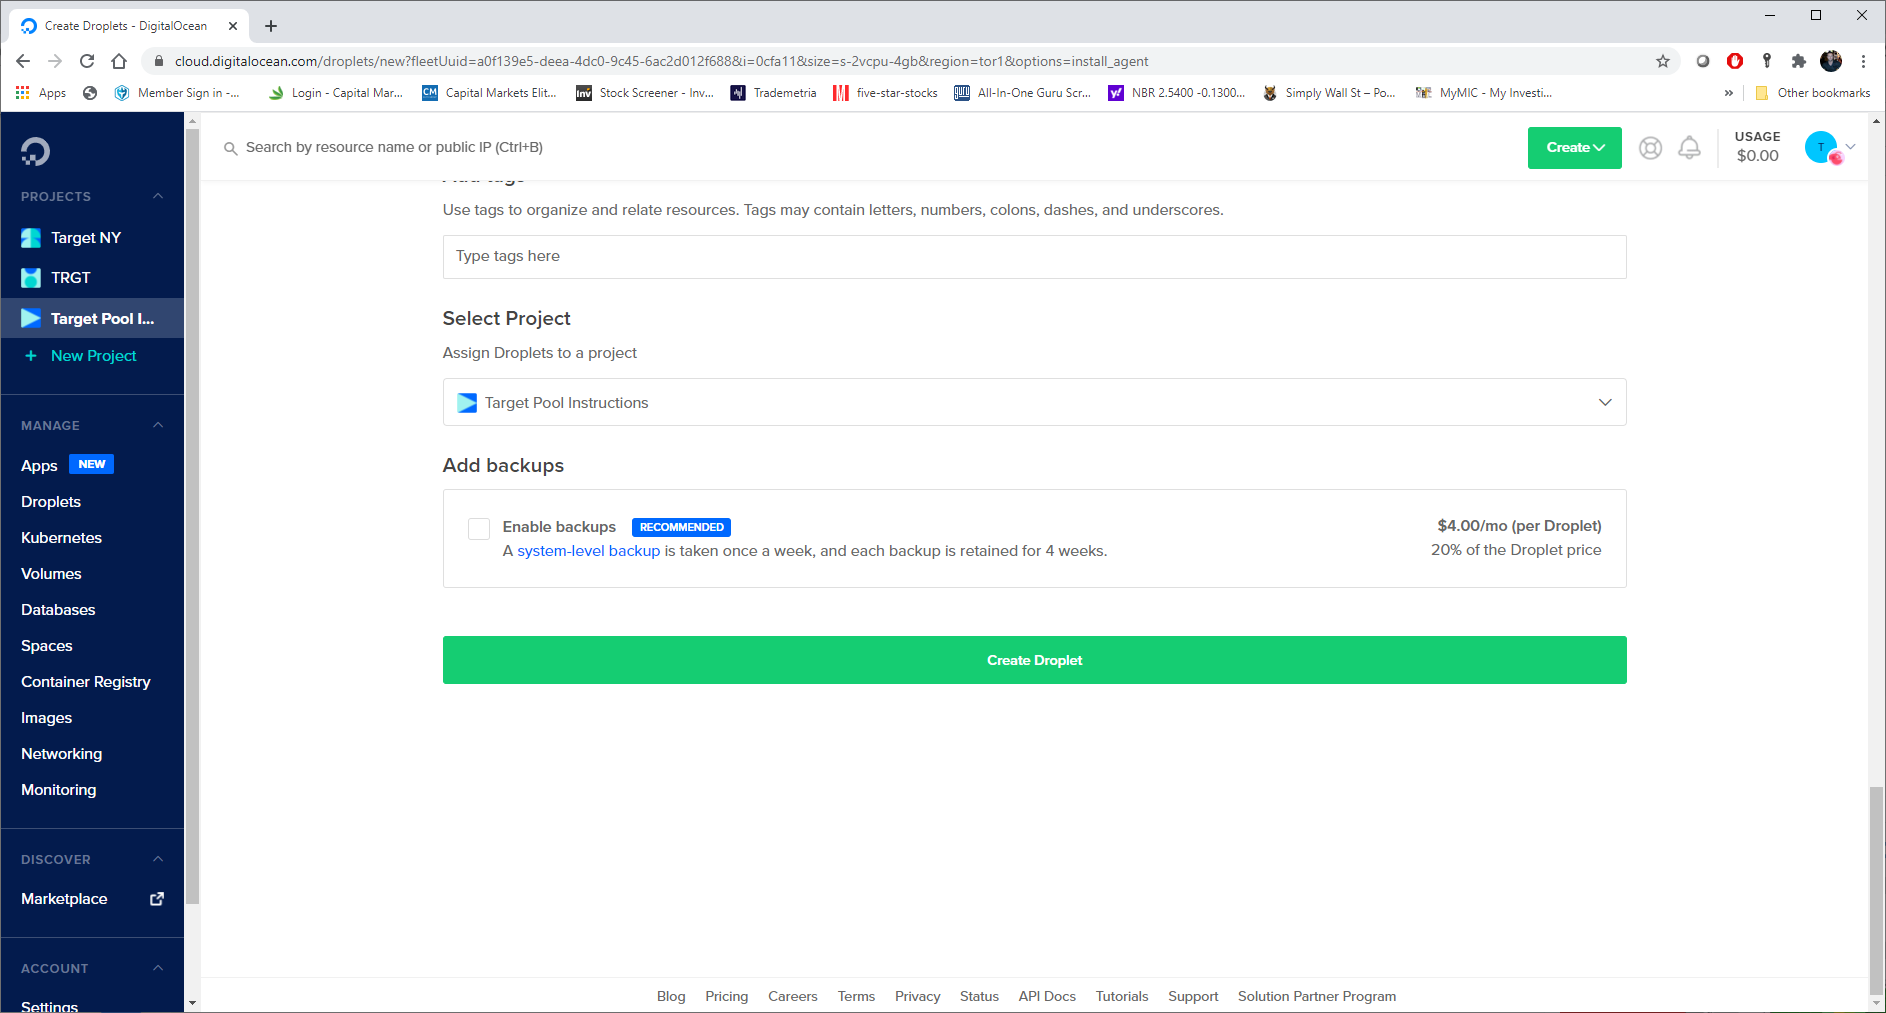 Create Droplets - DigitalOcean
cloud.digitalocean.com/droplets/new?fleetUuid=a0f139e5-deea-4dc0-9c45-6ac2d012f688&i=0cfa11&size=s-2vcpu-4gb&region=tor1&options=install_agent
Apps
Member Sign in -...
Login - Capital Mar...
CM
Capital Markets Elit...
Inv
Stock Screener - Inv...
Trademetria
five-star-stocks
All-In-One Guru Scr...
NBR 2.5400 -0.1300...
Simply Wall St – Po...
MyMIC - My Investi...
»
Other bookmarks
Search by resource name or public IP (Ctrl+B)
Create
USAGE
$0.00
T
PROJECTS
Target NY
TRGT
Target Pool I...
+ New Project
MANAGE
Apps NEW
Droplets
Kubernetes
Volumes
Databases
Spaces
Container Registry
Images
Networking
Monitoring
DISCOVER
Marketplace
ACCOUNT
Settings
Add tags
Use tags to organize and relate resources. Tags may contain letters, numbers, colons, dashes, and underscores.
Type tags here
Select Project
Assign Droplets to a project
Target Pool Instructions
Add backups
Enable backups RECOMMENDED
A system-level backup is taken once a week, and each backup is retained for 4 weeks.
$4.00/mo (per Droplet)
20% of the Droplet price
Create Droplet
Blog Pricing Careers Terms Privacy Status API Docs Tutorials Support Solution Partner Program